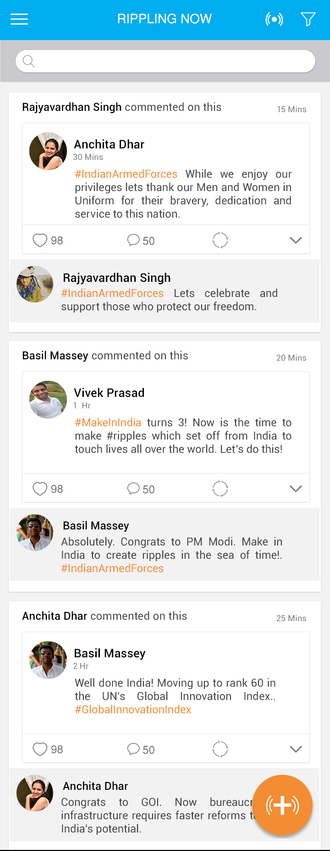 RIPPLING NOW
Rajyavardhan Singh commented on this
15 Mins
Anchita Dhar
30 Mins
#IndianArmedForces While we enjoy our
privileges lets thank our Men and Women in
Uniform for their bravery, dedication and
service to this nation.
98 50
Rajyavardhan Singh
#IndianArmedForces Lets celebrate and
support those who protect our freedom.
Basil Massey commented on this
20 Mins
Vivek Prasad
1 Hr
#MakeInIndia turns 3! Now is the time to
make #ripples which set off from India to
touch lives all over the world. Let's do this!
98 50
Basil Massey
Absolutely. Congrats to PM Modi. Make in
India to create ripples in the sea of time!.
#IndianArmedForces
Anchita Dhar commented on this
25 Mins
Basil Massey
2 Hr
Well done India! Moving up to rank 60 in
the UN's Global Innovation Index..
#GlobalInnovationIndex
98 50
Anchita Dhar
Congrats to GOI. Now
infrastructure requires faster reforms
India's potential.